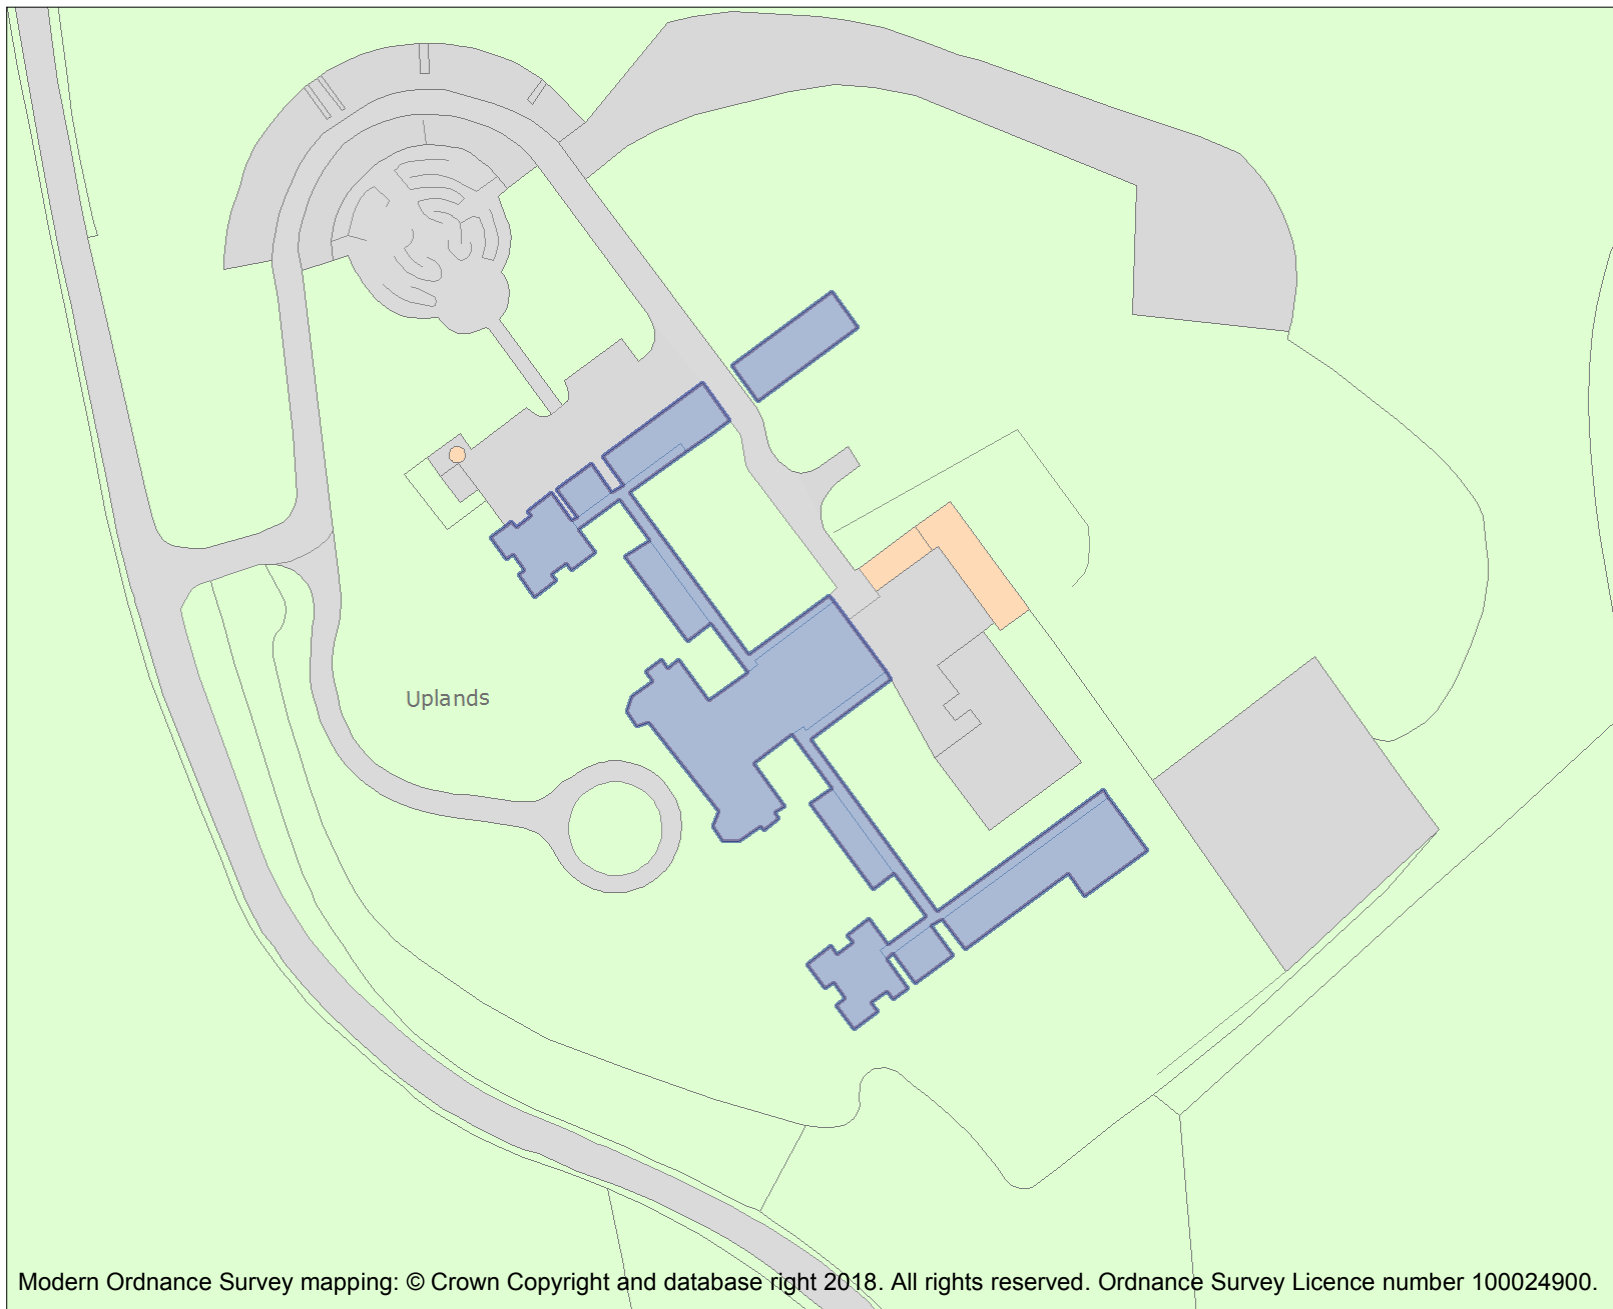 Uplands
Modern Ordnance Survey mapping: © Crown Copyright and database right 2018. All rights reserved. Ordnance Survey Licence number 100024900.